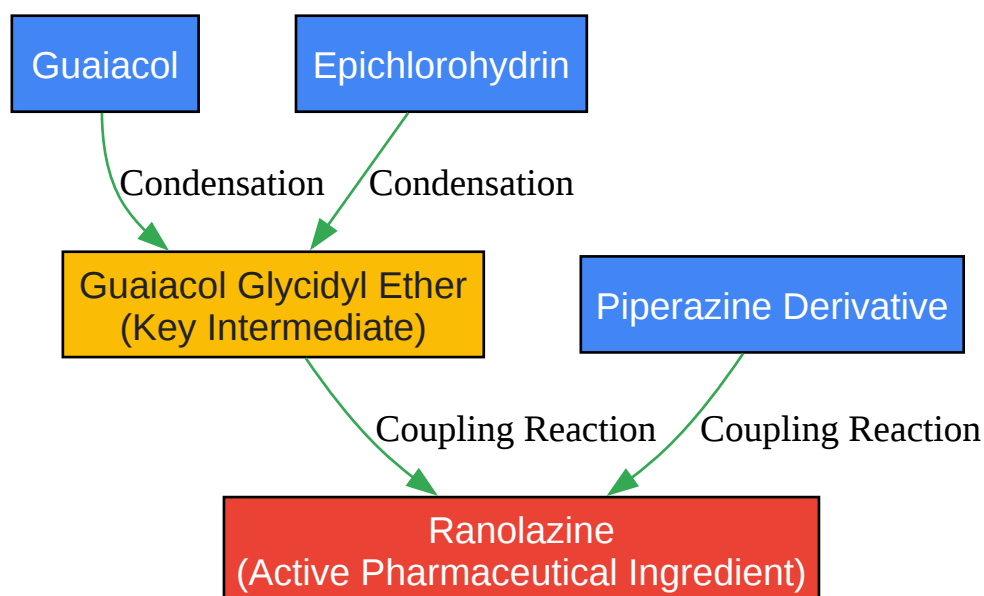 Guaiacol
Epichlorohydrin
Condensation
Condensation
Guaiacol Glycidyl Ether
(Key Intermediate)
Piperazine Derivative
Coupling Reaction
Coupling Reaction
Ranolazine
(Active Pharmaceutical Ingredient)